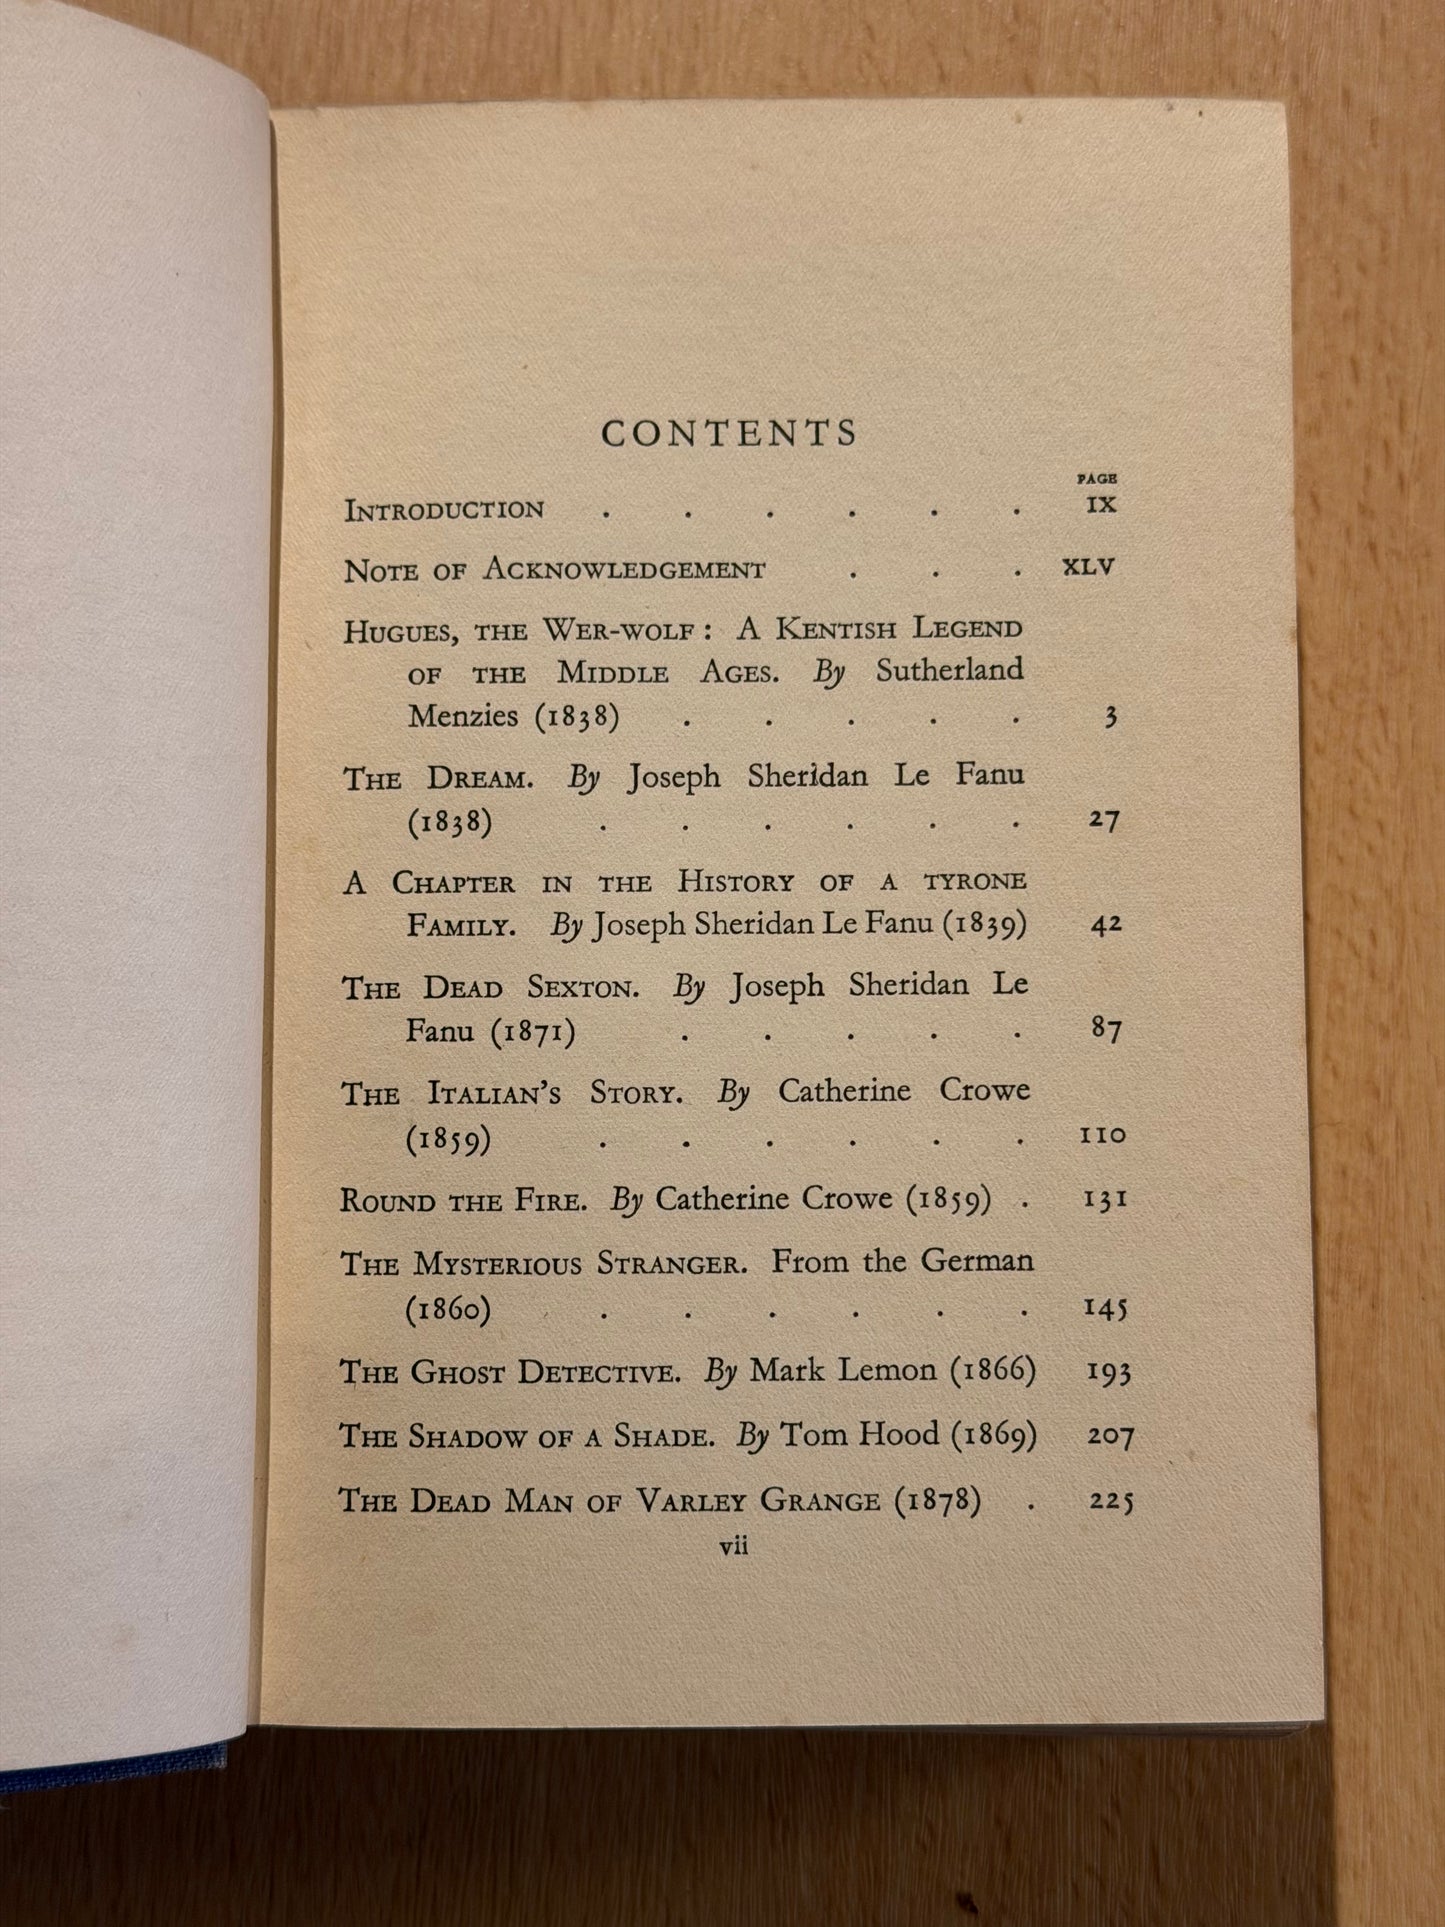 CONTENTS
PAGE
INTRODUCTION . . . . . . IX
NOTE OF ACKNOWLEDGEMENT . . . XLV
HUGUES, THE WER-WOLF: A KENTISH LEGEND
OF THE MIDDLE AGES. By Sutherland
Menzies (1838) . . . . . 3
THE DREAM. By Joseph Sheridan Le Fanu
(1838) . . . . . . 27
A CHAPTER IN THE HISTORY OF A TYRONE
FAMILY. By Joseph Sheridan Le Fanu (1839) 42
THE DEAD SEXTON. By Joseph Sheridan Le
Fanu (1871) . . . . . 87
THE ITALIAN'S STORY. By Catherine Crowe
(1859) . . . . . . 110
ROUND THE FIRE. By Catherine Crowe (1859) . 131
THE MYSTERIOUS STRANGER. From the German
(1860) . . . . . . 145
THE GHOST DETECTIVE. By Mark Lemon (1866) 193
THE SHADOW OF A SHADE. By Tom Hood (1869) 207
THE DEAD MAN OF VARLEY GRANGE (1878) . 225
vii